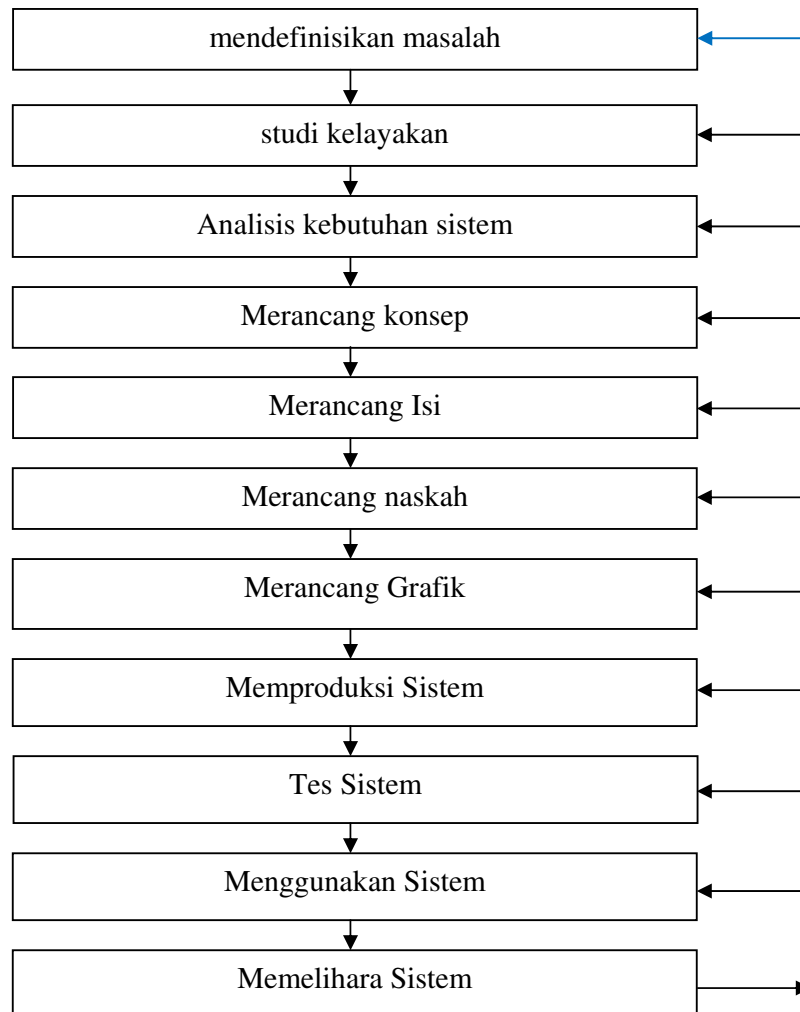 mendefinisikan masalah
studi kelayakan
Analisis kebutuhan sistem
Merancang konsep
Merancang Isi
Merancang naskah
Merancang Grafik
Memproduksi Sistem
Tes Sistem
Menggunakan Sistem
Memelihara Sistem